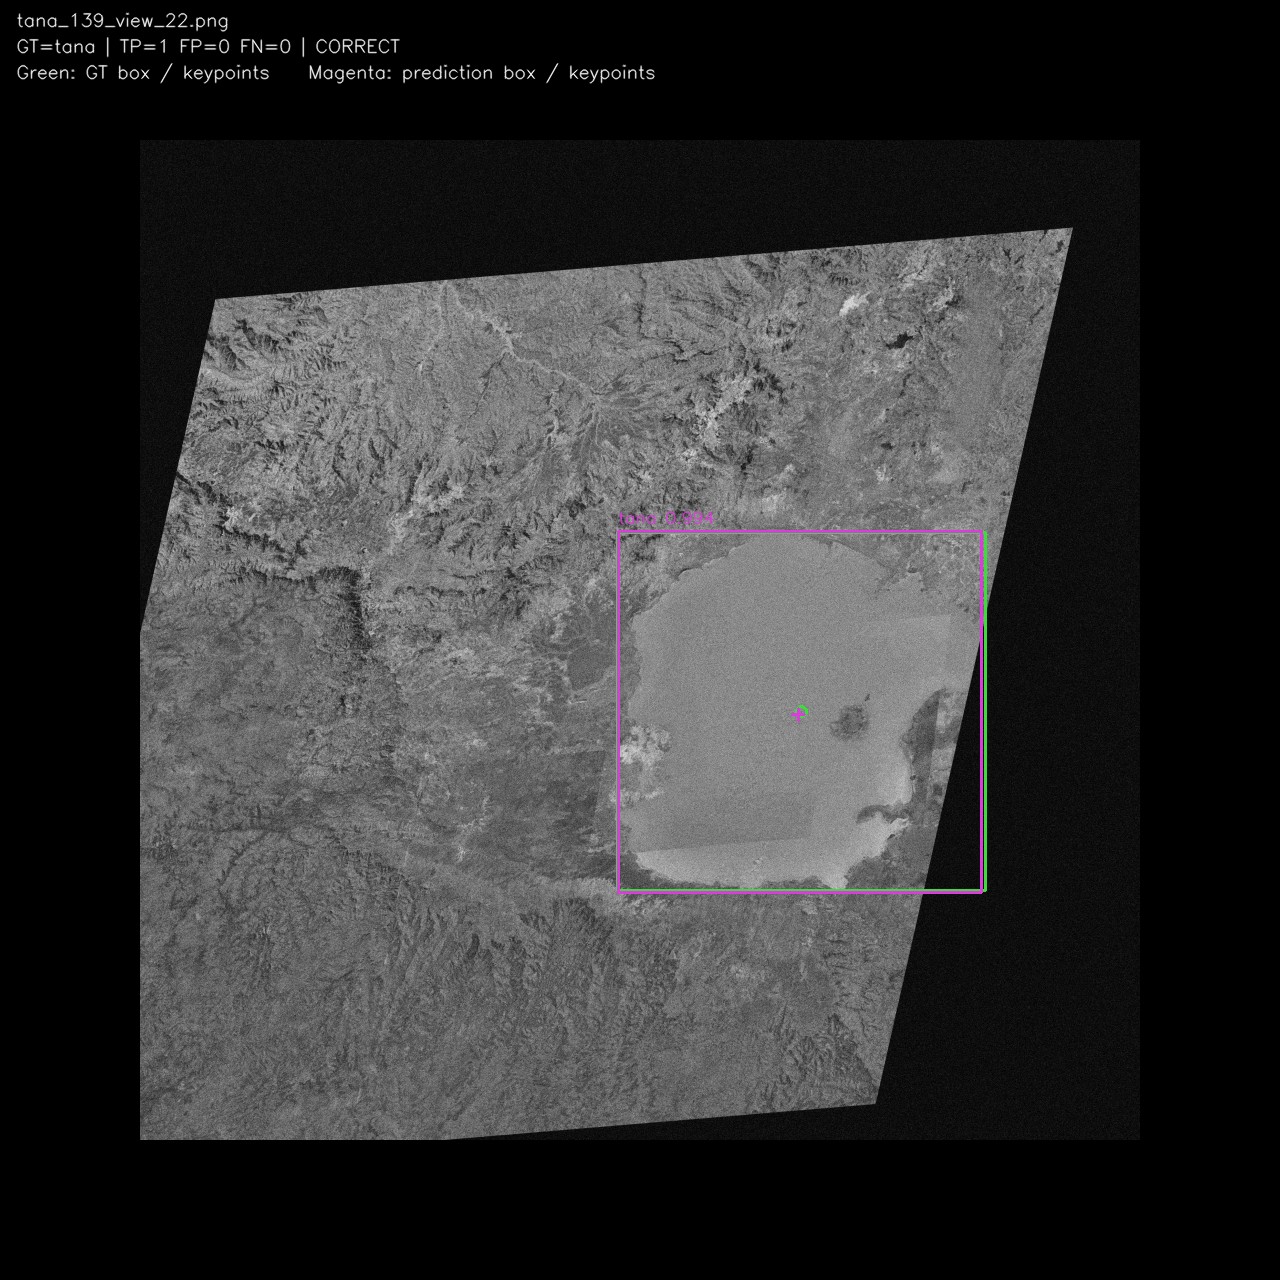 tana_139_view_22.png
GT=tana | TP=1 FP=0 FN=0 | CORRECT
Green: GT box / keypoints    Magenta: prediction box / keypoints
tana